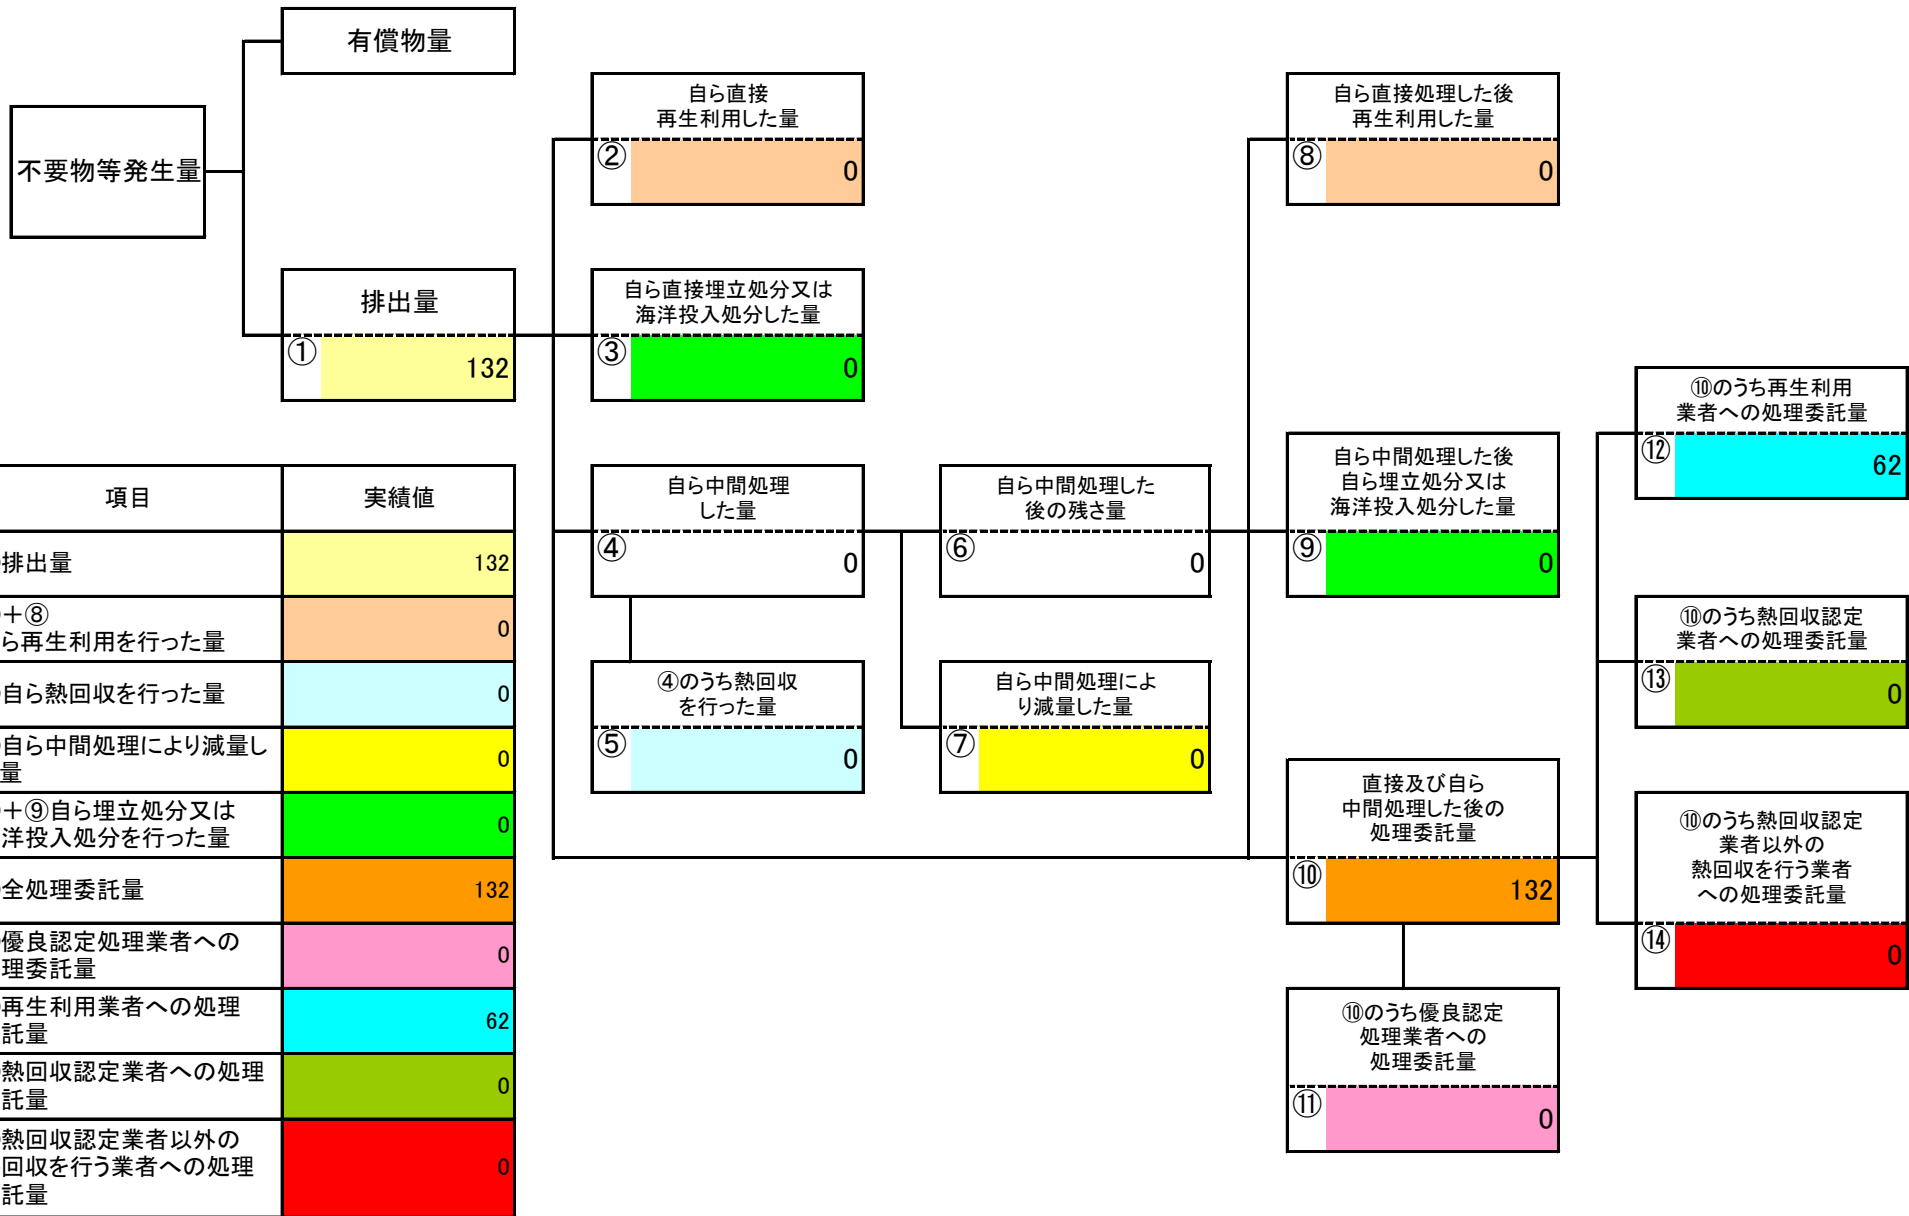 有償物量
不要物等発生量
排出量
①
132
自ら直接
再生利用した量
②
0
自ら直接埋立処分又は
海洋投入処分した量
③
0
自ら中間処理
した量
④
0
④のうち熱回収
を行った量
⑤
0
自ら中間処理した
後の残さ量
⑥
0
自ら中間処理によ
り減量した量
⑦
0
自ら直接処理した後
再生利用した量
⑧
0
自ら中間処理した後
自ら埋立処分又は
海洋投入処分した量
⑨
0
直接及び自ら
中間処理した後の
処理委託量
⑩
132
⑩のうち優良認定
処理業者への
処理委託量
⑪
0
⑩のうち再生利用
業者への処理委託量
⑫
62
⑩のうち熱回収認定
業者への処理委託量
⑬
0
⑩のうち熱回収認定
業者以外の
熱回収を行う業者
への処理委託量
⑭
0
項目
実績値
排出量
132
+⑧
ら再生利用を行った量
0
自ら熱回収を行った量
0
自ら中間処理により減量し
量
0
+⑨自ら埋立処分又は
洋投入処分を行った量
0
全処理委託量
132
優良認定処理業者への
理委託量
0
再生利用業者への処理
託量
62
熱回収認定業者への処理
託量
0
熱回収認定業者以外の
回収を行う業者への処理
託量
0